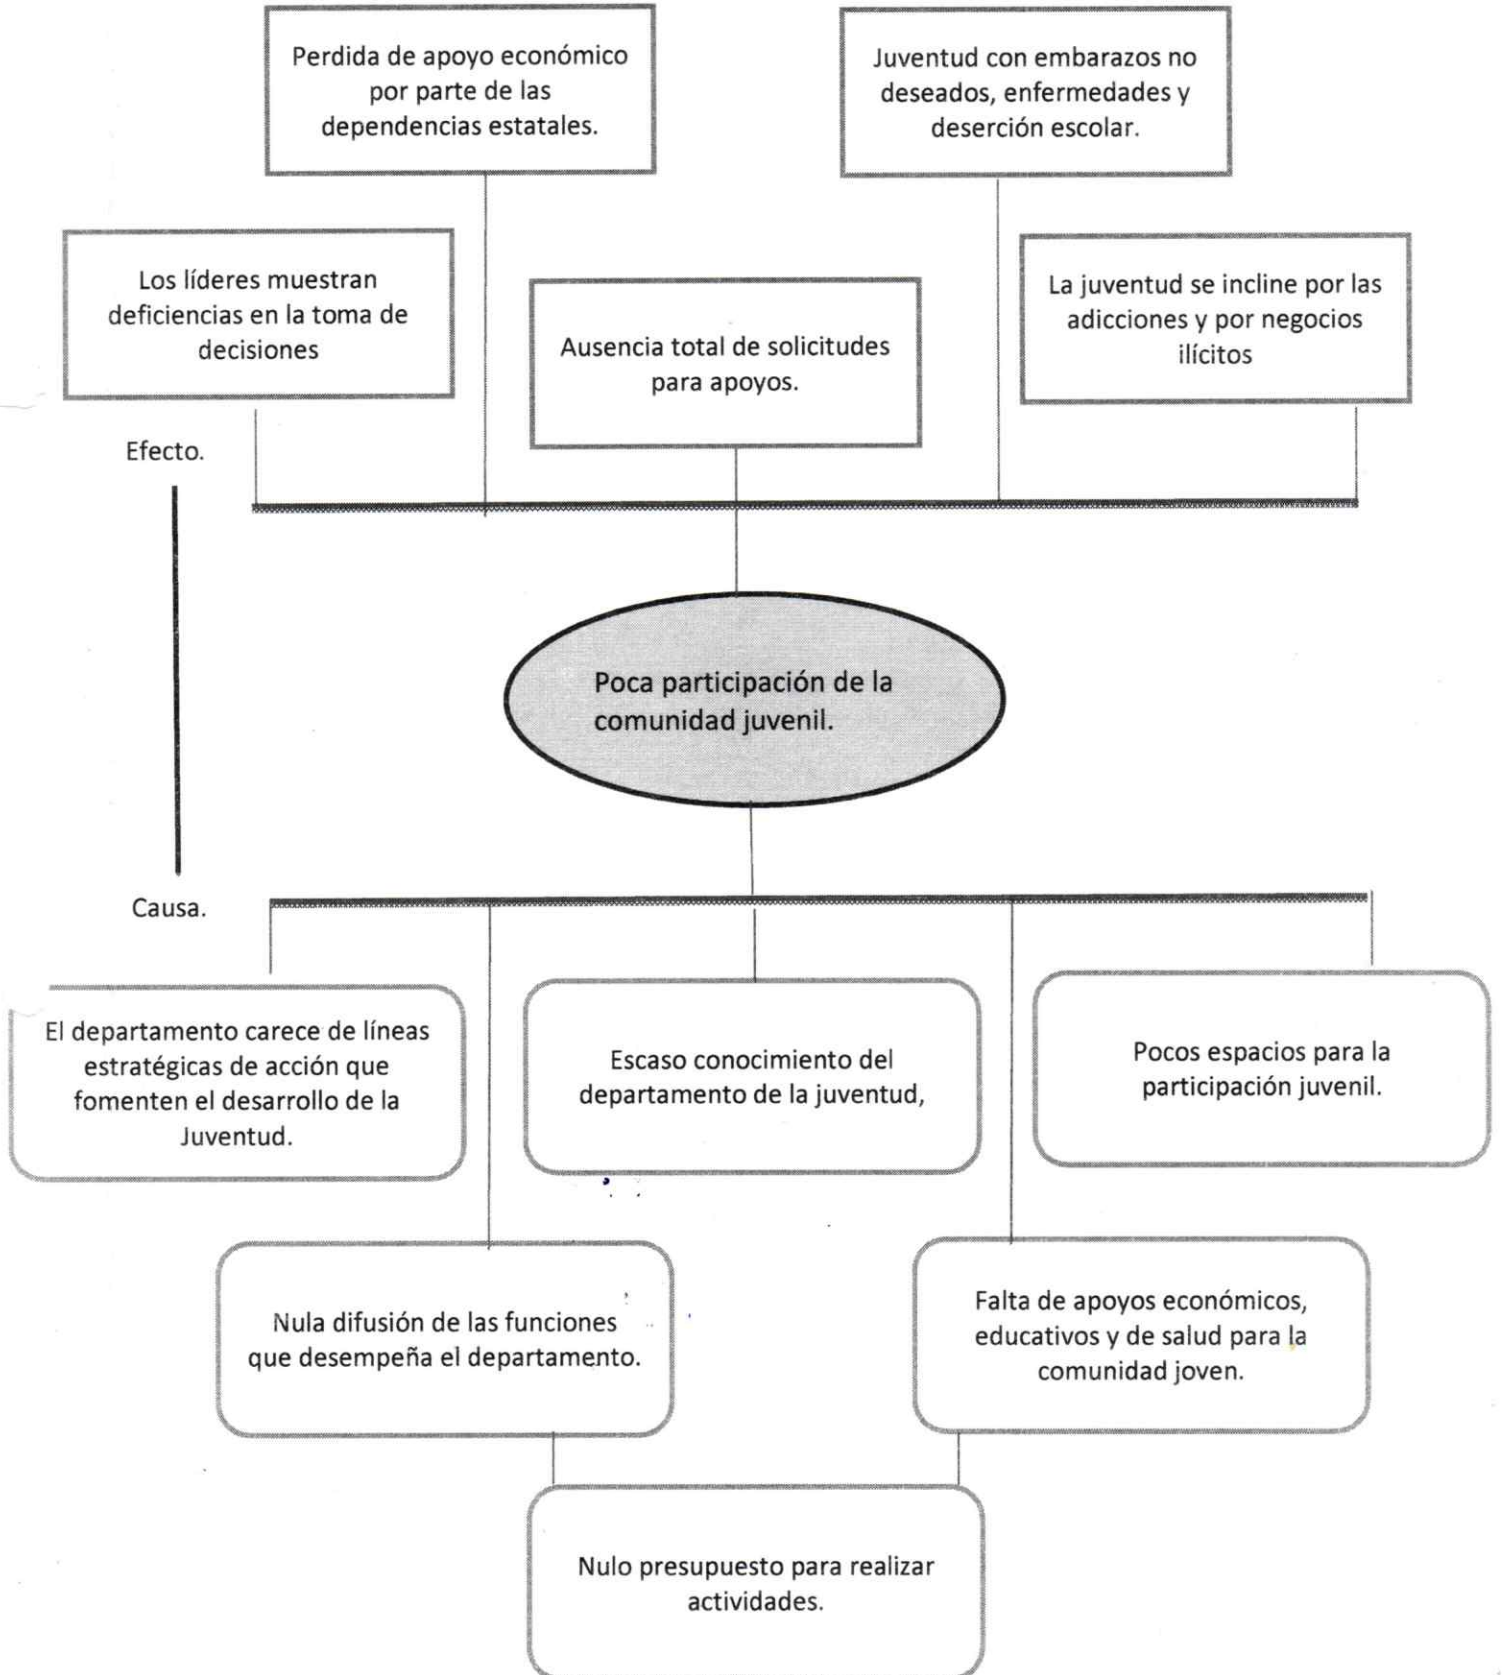 Perdida de apoyo económico
por parte de las
dependencias estatales.
Juventud con embarazos no
deseados, enfermedades y
deserción escolar.
Los líderes muestran
deficiencias en la toma de
decisiones
Ausencia total de solicitudes
para apoyos.
La juventud se incline por las
adicciones y por negocios
ilícitos
Efecto.
Poca participación de la
comunidad juvenil.
Causa.
El departamento carece de líneas
estratégicas de acción que
fomenten el desarrollo de la
Juventud.
Escaso conocimiento del
departamento de la juventud,
Pocos espacios para la
participación juvenil.
Nula difusión de las funciones
que desempeña el departamento.
Falta de apoyos económicos,
educativos y de salud para la
comunidad joven.
Nulo presupuesto para realizar
actividades.